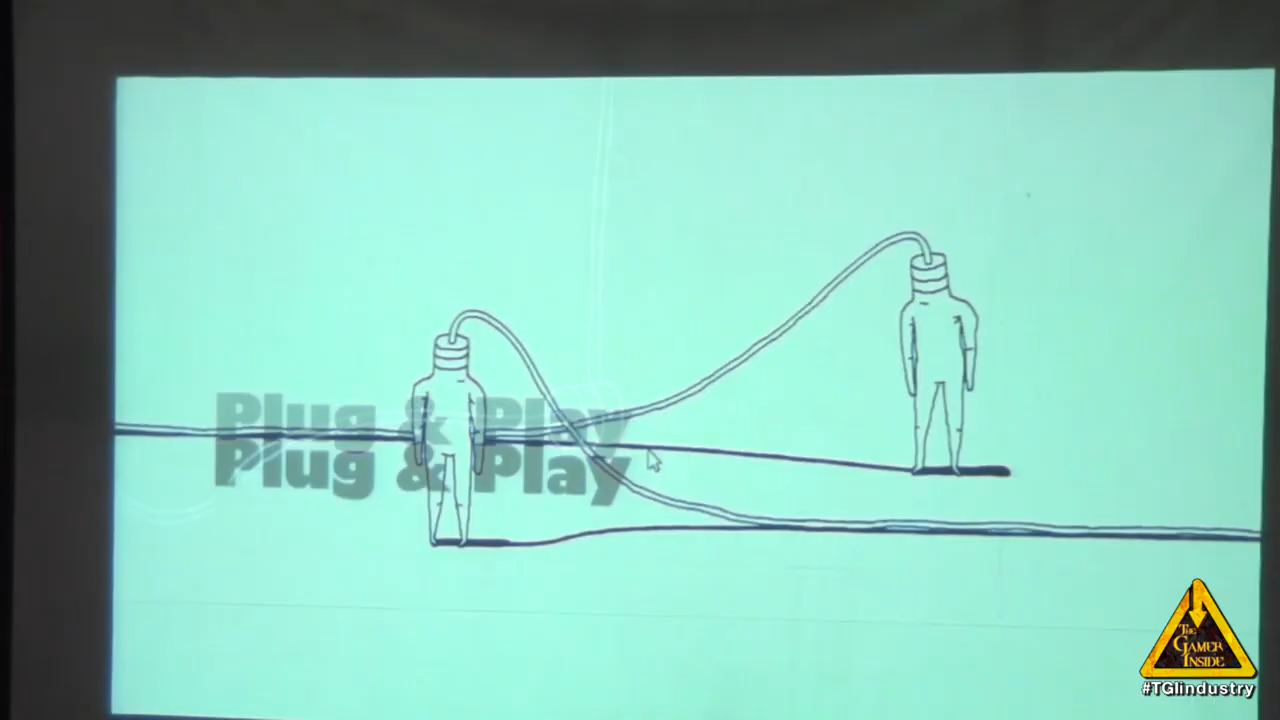 Plug & Play
Plug & Play
The
Gamer
Inside
#TGIindustry